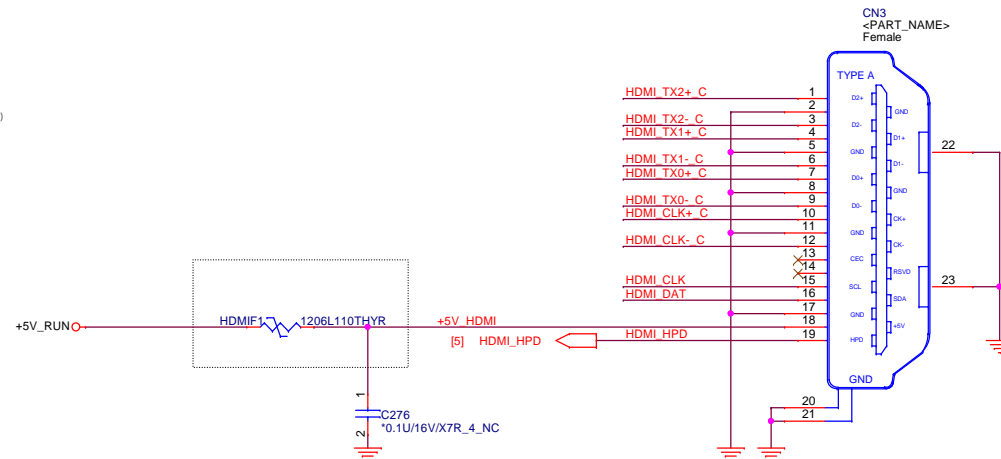 CN3
<PART_NAME>
Female
TYPE A
)
HDMI_TX2+_C
1
D2+
2
GND
HDMI_TX2-_C
3
D2-
HDMI_TX1+_C
4
D1+
5
GND
22
HDMI_TX1-_C
6
D1-
HDMI_TX0+_C
7
D0+
8
GND
HDMI_TX0-_C
9
D0-
HDMI_CLK+_C
10
CK+
11
GND
HDMI_CLK-_C
12
CK-
13
CEC
14
RSVD
HDMI_CLK
15
SCL
23
HDMI_DAT
16
SDA
17
GND
+5V_RUN
HDMIF1
1206L110THYR
+5V_HDMI
18
+5V
[5] HDMI_HPD
HDMI_HPD
19
HPD
GND
1
C276
*0.1U/16V/X7R_4_NC
2
20
21